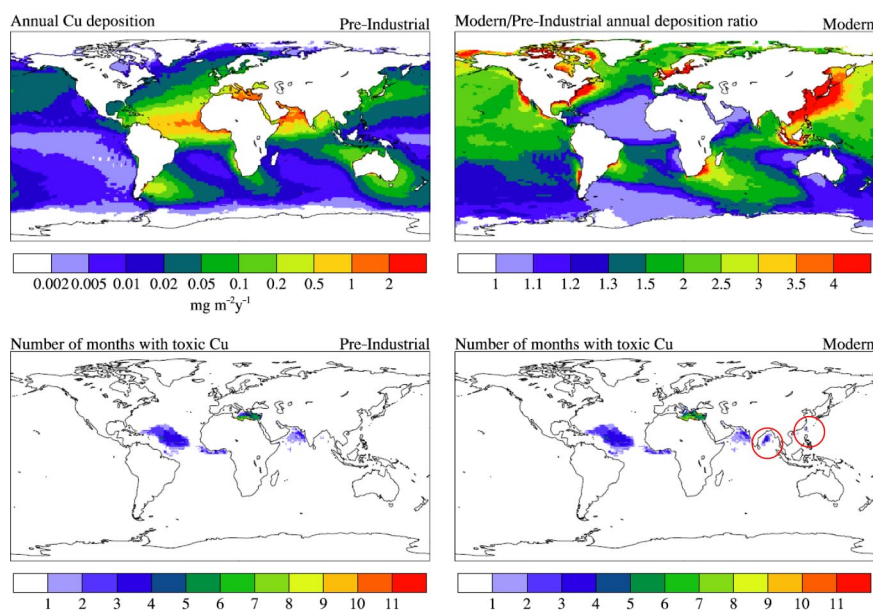 Annual Cu deposition Pre-Industrial
Modern/Pre-Industrial annual deposition ratio Modern
0.002 0.005 0.01 0.02 0.05 0.1 0.2 0.5 1 2
mg m⁻²y⁻¹
1 1.1 1.2 1.3 1.5 2 2.5 3 3.5 4
Number of months with toxic Cu Pre-Industrial
Number of months with toxic Cu Modern
1 2 3 4 5 6 7 8 9 10 11
1 2 3 4 5 6 7 8 9 10 11